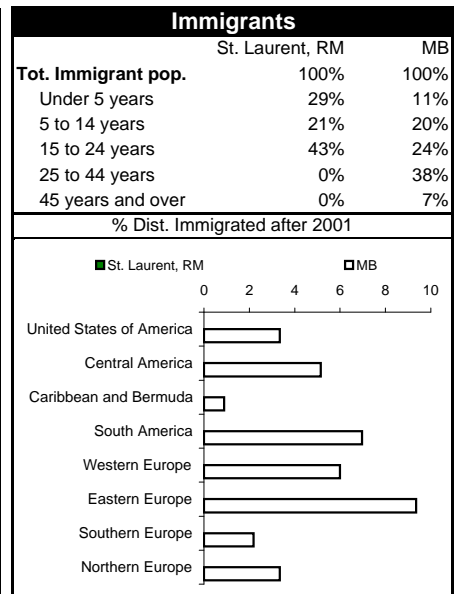 Immigrants
St. Laurent, RM MB
Tot. Immigrant pop. 100% 100%
Under 5 years 29% 11%
5 to 14 years 21% 20%
15 to 24 years 43% 24%
25 to 44 years 0% 38%
45 years and over 0% 7%
% Dist. Immigrated after 2001
St. Laurent, RM MB
0 2 4 6 8 10
United States of America
Central America
Caribbean and Bermuda
South America
Western Europe
Eastern Europe
Southern Europe
Northern Europe